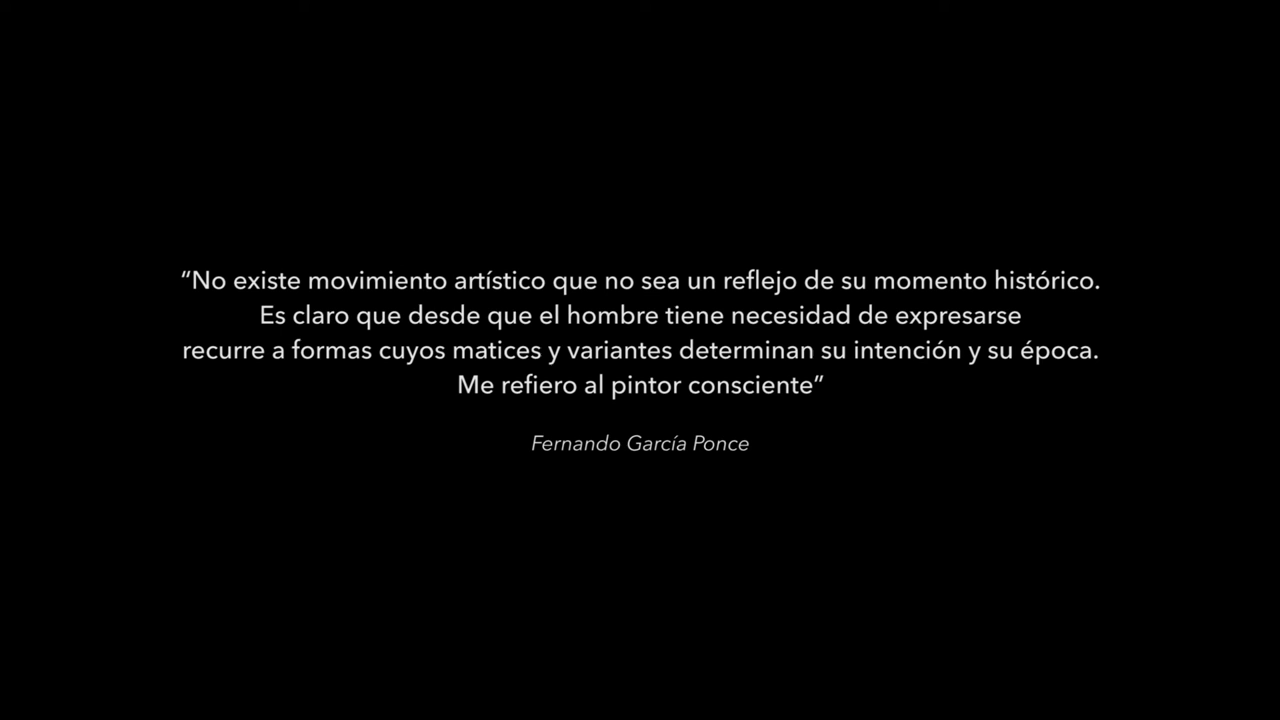 “No existe movimiento artístico que no sea un reflejo de su momento histórico.
Es claro que desde que el hombre tiene necesidad de expresarse
recurre a formas cuyos matices y variantes determinan su intención y su época.
Me refiero al pintor consciente”
Fernando García Ponce